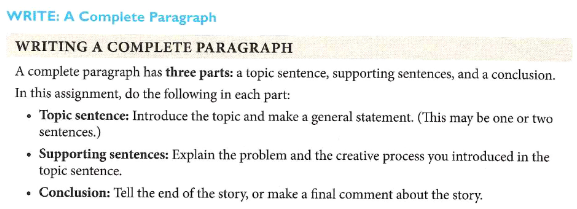 WRITE: A Complete Paragraph
WRITING A COMPLETE PARAGRAPH
A complete paragraph has three parts: a topic sentence, supporting sentences, and a conclusion.
In this assignment, do the following in each part:
• Topic sentence: Introduce the topic and make a general statement. (This may be one or two
sentences.)
• Supporting sentences: Explain the problem and the creative process you introduced in the
topic sentence.
• Conclusion: Tell the end of the story, or make a final comment about the story.